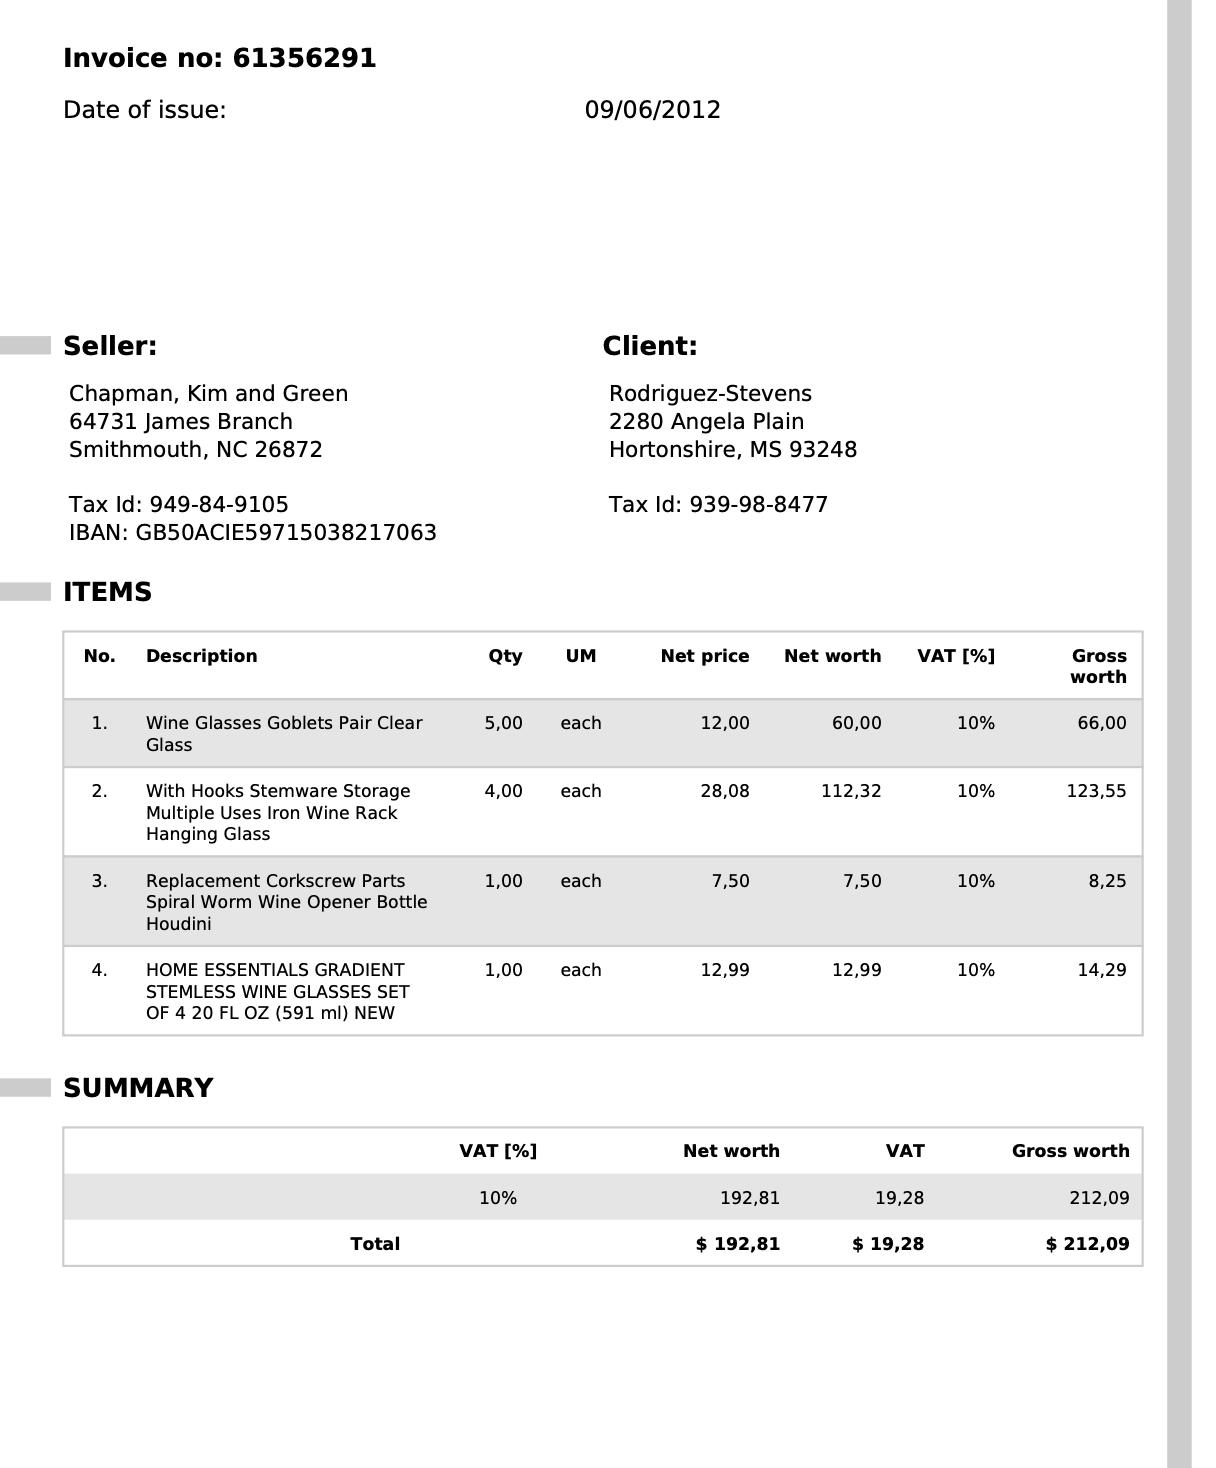 Invoice no: 61356291
Date of issue: 09/06/2012
Seller: Client:
Chapman, Kim and Green Rodriguez-Stevens
64731 James Branch 2280 Angela Plain
Smithmouth, NC 26872 Hortonshire, MS 93248
Tax Id: 949-84-9105 Tax Id: 939-98-8477
IBAN: GB50ACIE59715038217063
ITEMS
No. Description Qty UM Net price Net worth VAT [%] Gross
worth
1. Wine Glasses Goblets Pair Clear 5,00 each 12,00 60,00 10% 66,00
Glass
2. With Hooks Stemware Storage 4,00 each 28,08 112,32 10% 123,55
Multiple Uses Iron Wine Rack
Hanging Glass
3. Replacement Corkscrew Parts 1,00 each 7,50 7,50 10% 8,25
Spiral Worm Wine Opener Bottle
Houdini
4. HOME ESSENTIALS GRADIENT 1,00 each 12,99 12,99 10% 14,29
STEMLESS WINE GLASSES SET
OF 4 20 FL OZ (591 ml) NEW
SUMMARY
VAT [%] Net worth VAT Gross worth
10% 192,81 19,28 212,09
Total $ 192,81 $ 19,28 $ 212,09